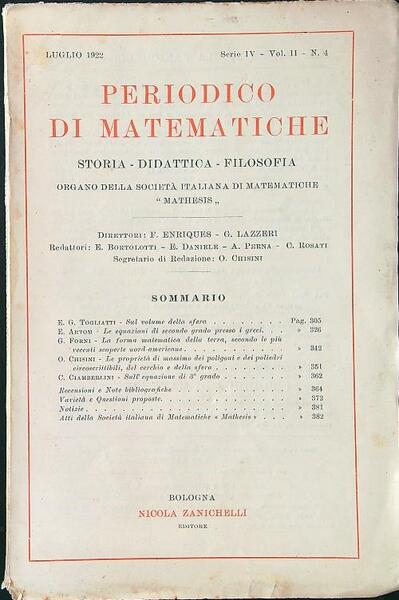 LUGLIO 1922 Serie IV - Vol. II - N. 4
PERIODICO
DI MATEMATICHE
STORIA - DIDATTICA - FILOSOFIA
ORGANO DELLA SOCIETÀ ITALIANA DI MATEMATICHE
" MATHESIS „
DIRETTORI: F. ENRIQUES - G. LAZZERI
Redattori: E. BORTOLOTTI - E. DANIELE - A. PERNA - C. ROSATI
Segretario di Redazione: O. CHISINI
SOMMARIO
E. G. TOGLIATTI - Sul volume della sfera . . . . . . . . Pag. 305
E. ARTOM - Le equazioni di secondo grado presso i greci. . . . » 326
G. FORNI - La forma matematica della terra, secondo le più
recenti scoperte nord-americane. . . . . . . . . . . . » 342
O. CHISINI - Le proprietà di massimo dei poligoni e dei poliedri
circoscrittibili, del cerchio e della sfera . . . . . . . . » 351
C. CIAMBERLINI - Sull'equazione di 3° grado . . . . . . . . » 362
Recensioni e Note bibliografiche . . . . . . . . . . . . » 364
Varietà e Questioni proposte. . . . . . . . . . . . . » 372
Notizie . . . . . . . . . . . . . . . . . . » 381
Atti della Società italiana di Matematiche « Mathesis » . . . . » 382
BOLOGNA
NICOLA ZANICHELLI
EDITORE